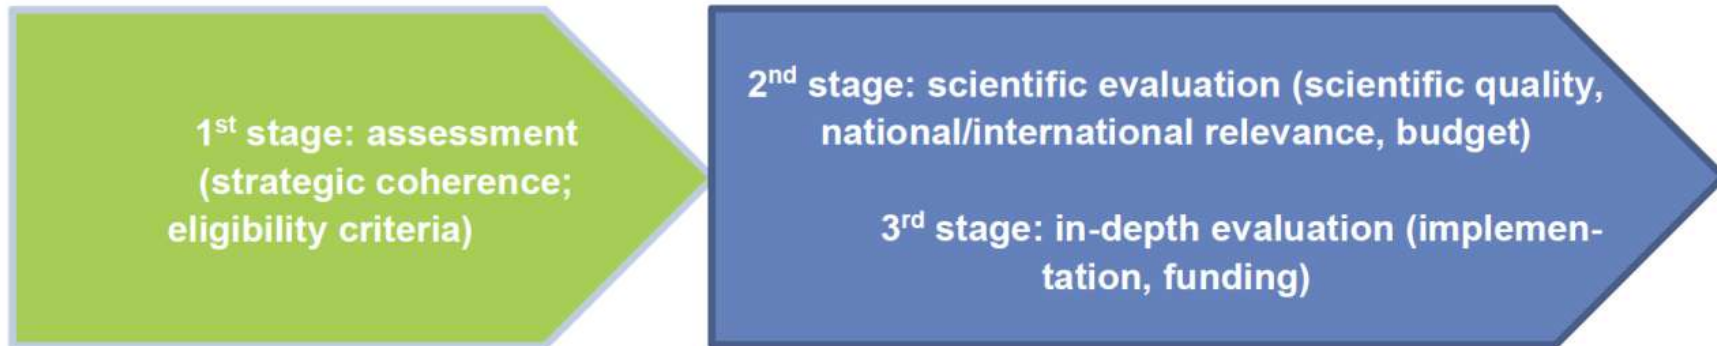 1st stage: assessment
(strategic coherence;
eligibility criteria)
2nd stage: scientific evaluation (scientific quality,
national/international relevance, budget)
3rd stage: in-depth evaluation (implemen-
tation, funding)